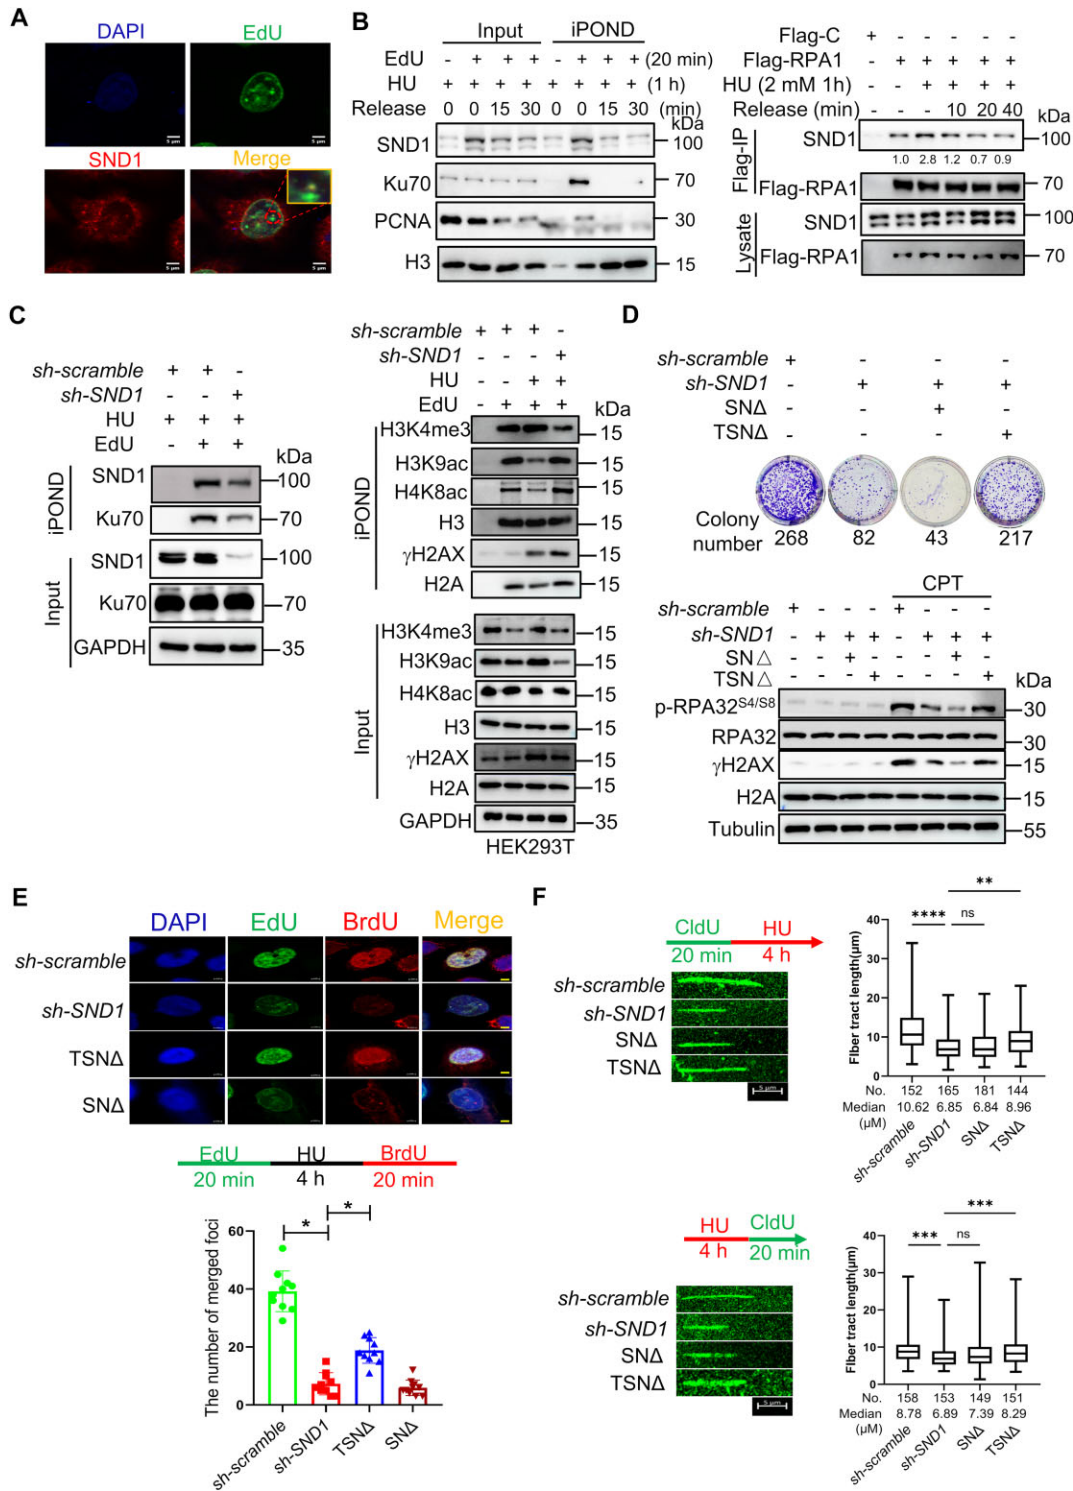 A
DAPI EdU
SND1 Merge
5 μm 5 μm
5 μm 5 μm
B
Input iPOND
EdU - + + + - + + + (20 min)
HU + + + + + + + + (1 h)
Release 0 0 15 30 0 0 15 30 (min)
kDa
SND1 100
Ku70 70
PCNA 30
H3 15
Flag-C + - - - - -
Flag-RPA1 - + + + + +
HU (2 mM 1h) - - + + + +
Release (min) - - - 10 20 40
kDa
Flag-IP
SND1 100
1.0 2.8 1.2 0.7 0.9
Flag-RPA1 70
Lysate
SND1 100
Flag-RPA1 70
C
sh-scramble + + -
sh-SND1 - - +
HU + + +
EdU - + +
kDa
iPOND
SND1 100
Ku70 70
Input
SND1 100
Ku70 70
GAPDH 35
sh-scramble + + + -
sh-SND1 - - - +
HU - - + +
EdU - + + +
kDa
iPOND
H3K4me3 15
H3K9ac 15
H4K8ac 15
H3 15
γH2AX 15
H2A 15
Input
H3K4me3 15
H3K9ac 15
H4K8ac 15
H3 15
γH2AX 15
H2A 15
GAPDH 35
HEK293T
D
sh-scramble + - - -
sh-SND1 - + + +
SNΔ - - + -
TSNΔ - - - +
Colony
number 268 82 43 217
CPT
sh-scramble + - - - + - - -
sh-SND1 - + + + - + + +
SN△ - - + - - - + -
TSN△ - - - + - - - +
kDa
p-RPA32S4/S8 30
RPA32 30
γH2AX 15
H2A 15
Tubulin 55
E
DAPI EdU BrdU Merge
sh-scramble
sh-SND1
TSNΔ
SNΔ
EdU HU BrdU
20 min 4 h 20 min
The number of merged foci
60
40
20
0
* *
sh-scramble sh-SND1 TSNΔ SNΔ
F
CldU HU
20 min 4 h
sh-scramble
sh-SND1
SNΔ
TSNΔ
5 μm
**
**** ns
Fiber tract length(μm)
40
30
20
10
0
No. 152 165 181 144
Median 10.62 6.85 6.84 8.96
(μM)
sh-scramble sh-SND1 SNΔ TSNΔ
HU CldU
4 h 20 min
sh-scramble
sh-SND1
SNΔ
TSNΔ
5 μm
***
*** ns
Fiber tract length(μm)
40
30
20
10
0
No. 158 153 149 151
Median 8.78 6.89 7.39 8.29
(μM)
sh-scramble sh-SND1 SNΔ TSNΔ